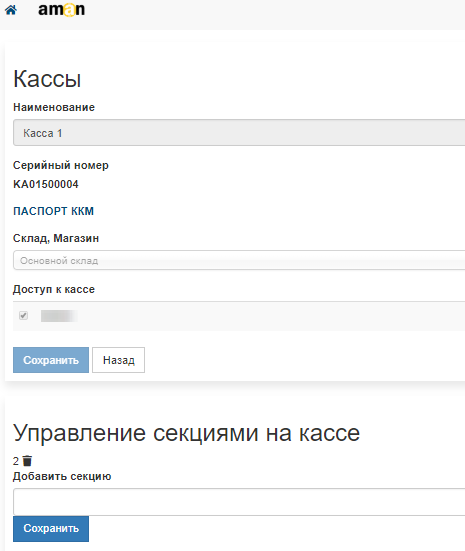 aman
Кассы
Наименование
Касса 1
Серийный номер
KA01500004
ПАСПОРТ ККМ
Склад, Магазин
Основной склад
Доступ к кассе
Сохранить
Назад
Управление секциями на кассе
2
Добавить секцию
Сохранить